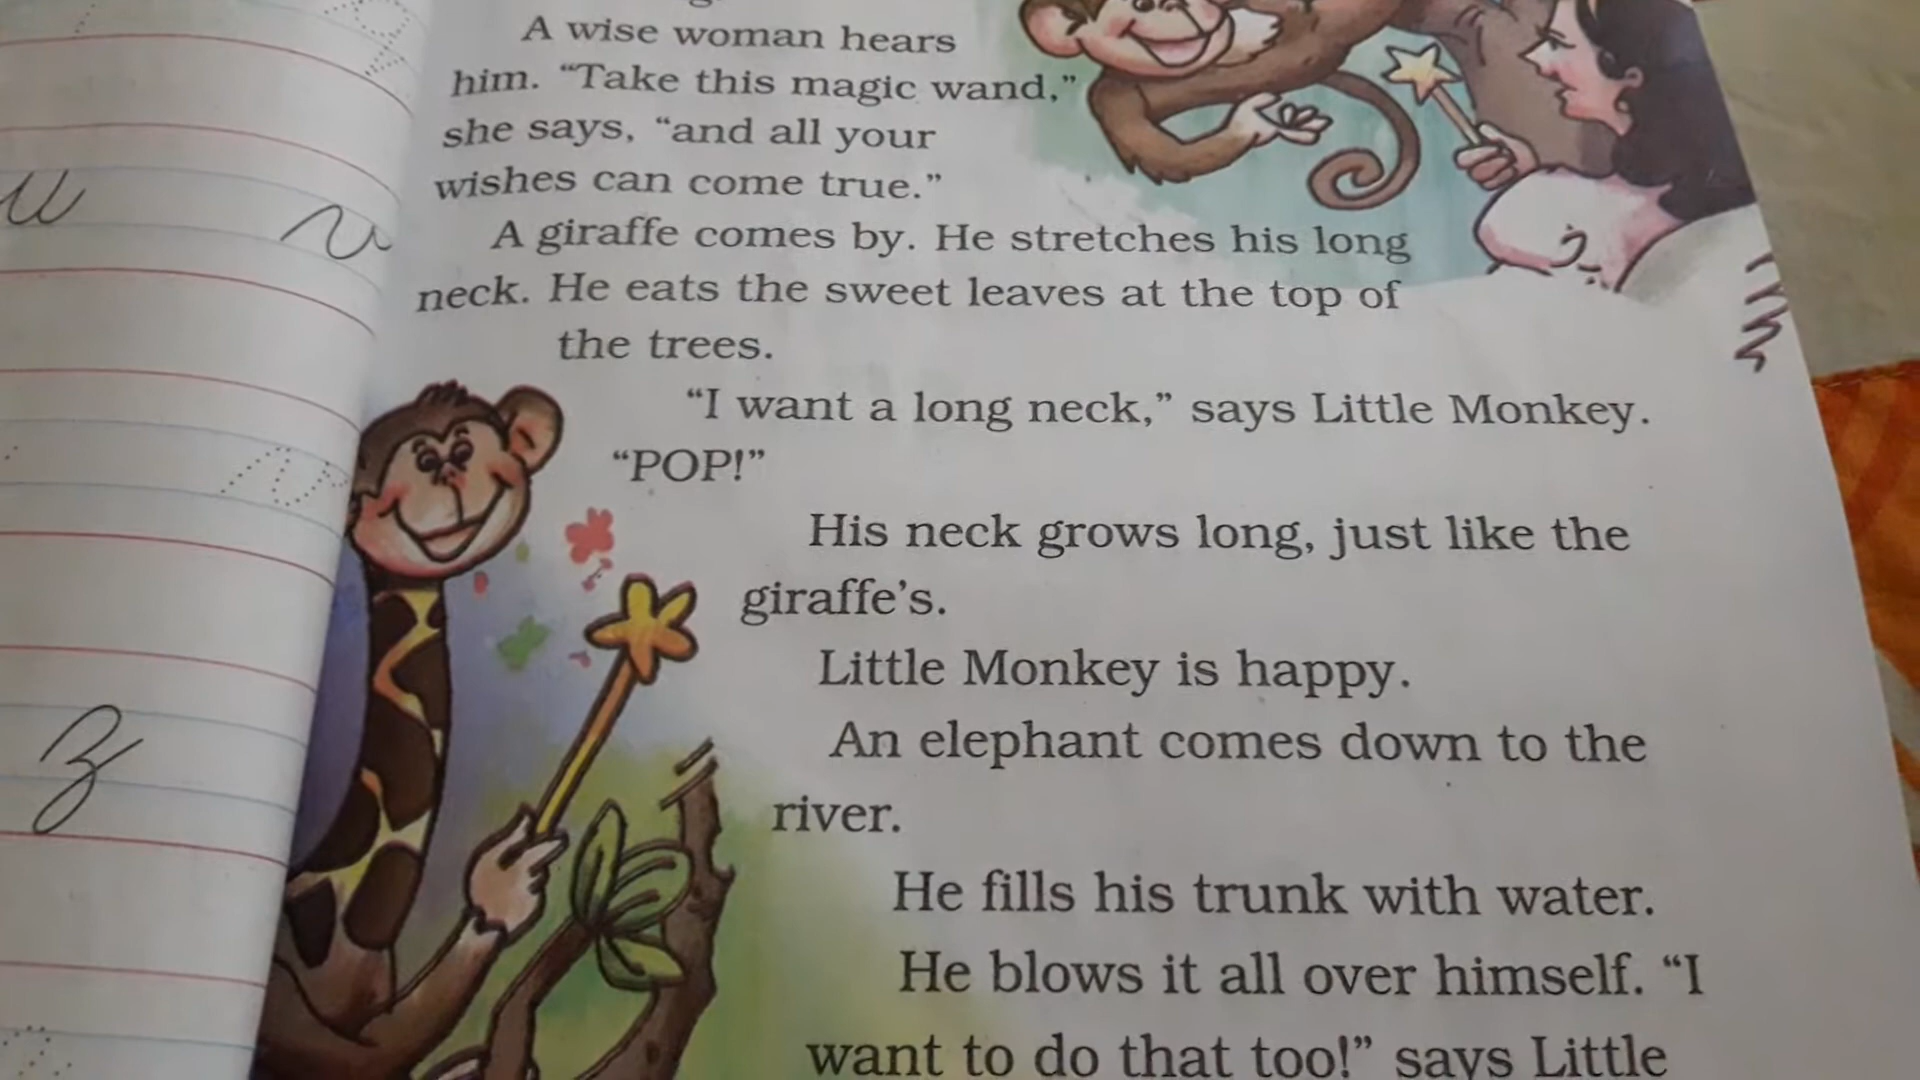 u
v
z
A wise woman hears
him. “Take this magic wand,”
she says, “and all your
wishes can come true.”
A giraffe comes by. He stretches his long
neck. He eats the sweet leaves at the top of
the trees.
“I want a long neck,” says Little Monkey.
“POP!”
His neck grows long, just like the
giraffe’s.
Little Monkey is happy.
An elephant comes down to the
river.
He fills his trunk with water.
He blows it all over himself. “I
want to do that too!” says Little